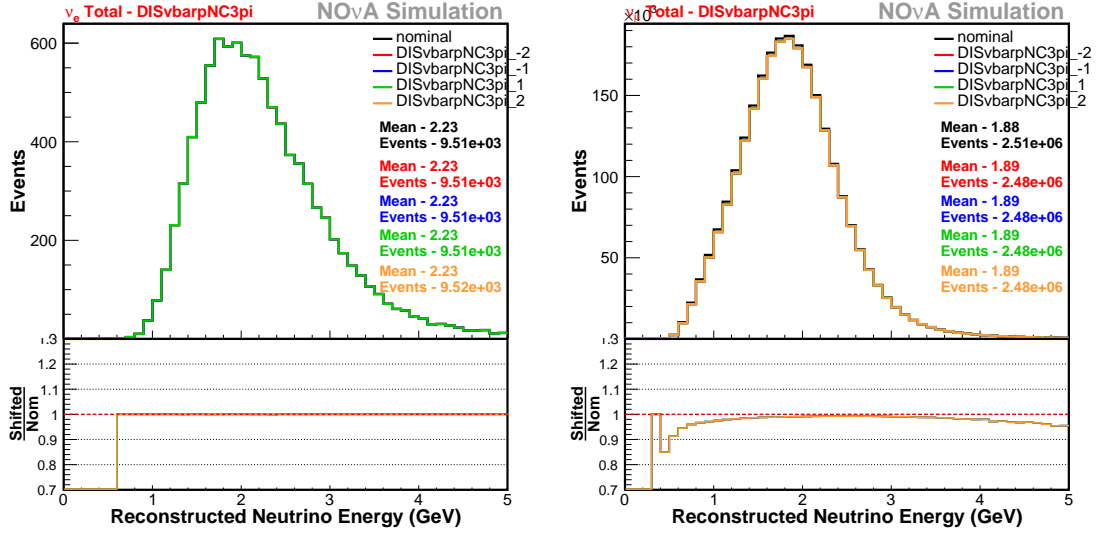 ν_e Total - DISvbarpNC3pi
NOνA Simulation
nominal
DISvbarpNC3pi_-2
DISvbarpNC3pi_-1
DISvbarpNC3pi_1
DISvbarpNC3pi_2
Mean - 2.23
Events - 9.51e+03
Mean - 2.23
Events - 9.51e+03
Mean - 2.23
Events - 9.51e+03
Mean - 2.23
Events - 9.51e+03
Mean - 2.23
Events - 9.52e+03
Events
600
400
200
1.3
1.2
1.1
1
0.9
0.8
0.7
Shifted
Nom
0 1 2 3 4 5
Reconstructed Neutrino Energy (GeV)
×10³
Total - DISvbarpNC3pi
NOνA Simulation
nominal
DISvbarpNC3pi_-2
DISvbarpNC3pi_-1
DISvbarpNC3pi_1
DISvbarpNC3pi_2
Mean - 1.88
Events - 2.51e+06
Mean - 1.89
Events - 2.48e+06
Mean - 1.89
Events - 2.48e+06
Mean - 1.89
Events - 2.48e+06
Mean - 1.89
Events - 2.48e+06
Events
150
100
50
1.3
1.2
1.1
1
0.9
0.8
0.7
Shifted
Nom
0 1 2 3 4 5
Reconstructed Neutrino Energy (GeV)